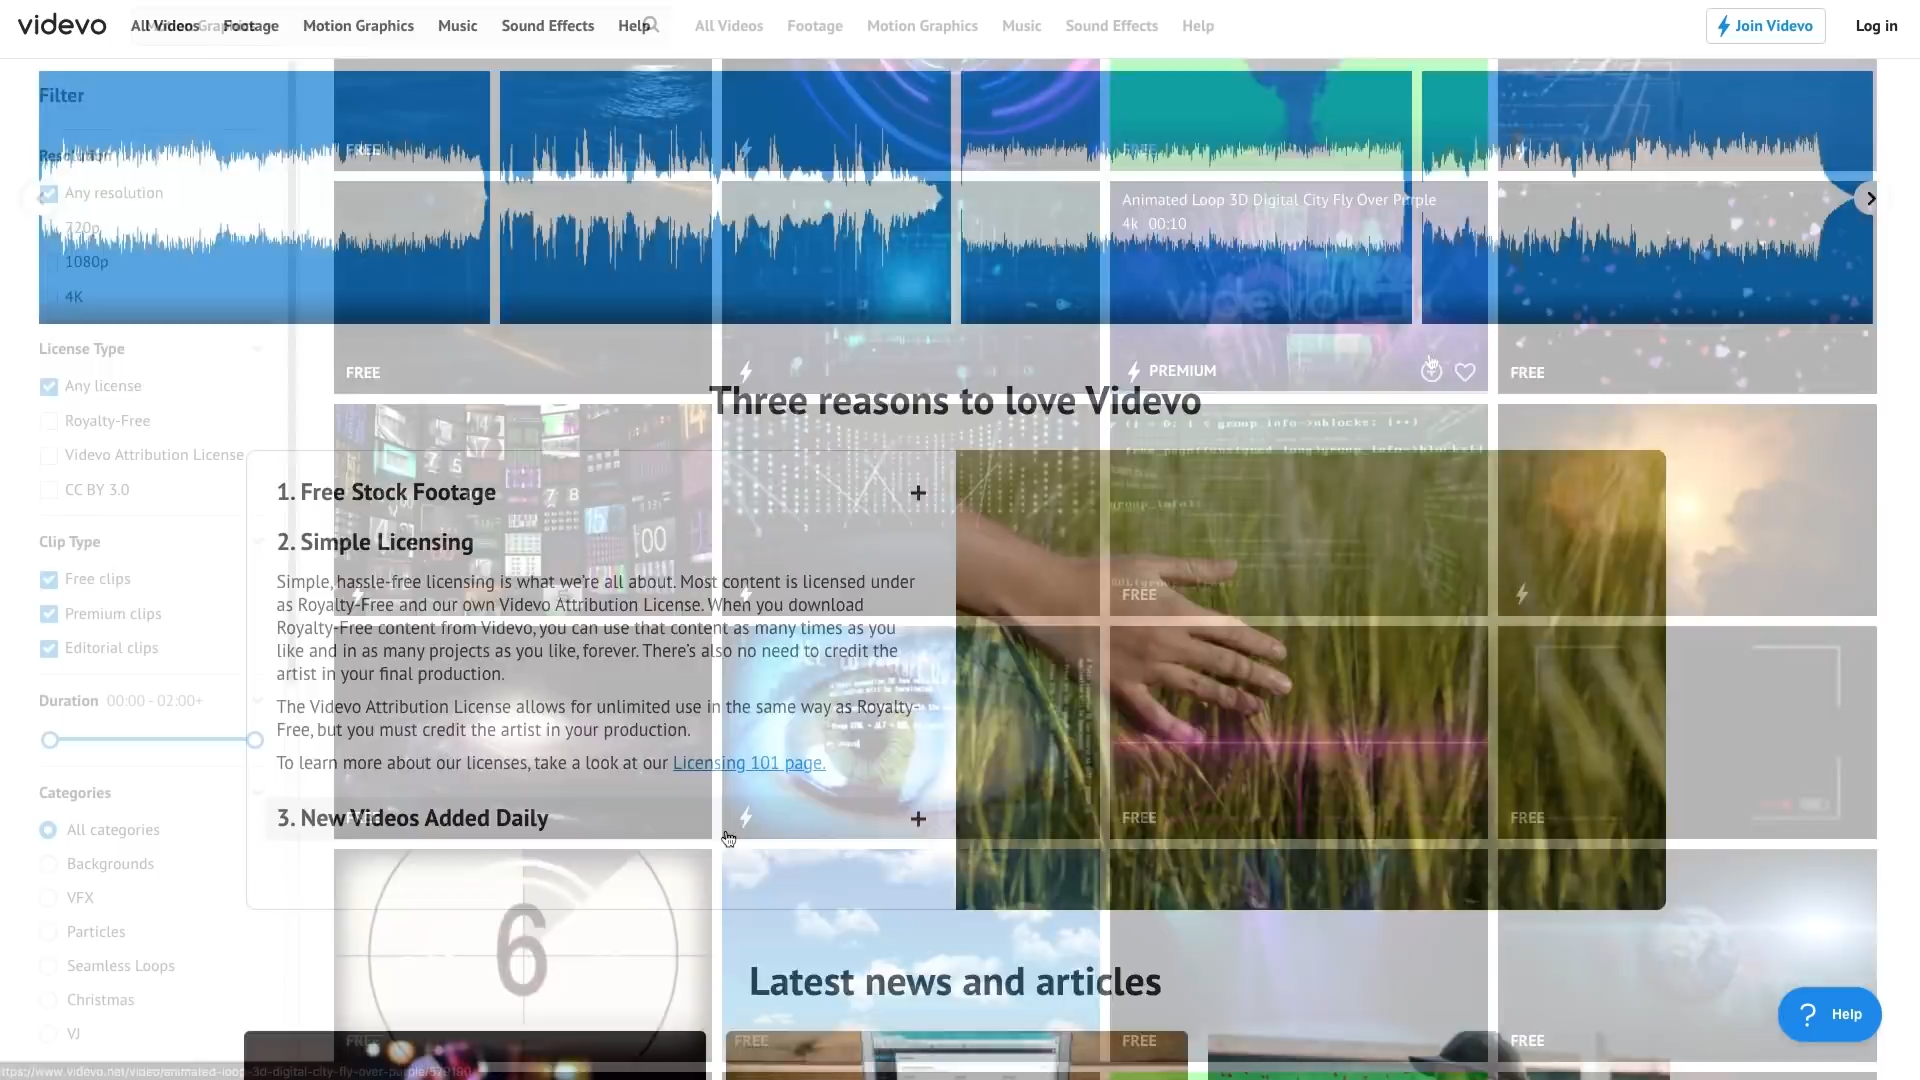 videvo
All Videos Footage Motion Graphics Music Sound Effects Help
All Videos Footage Motion Graphics Music Sound Effects Help
Join Videvo
Log in
Filter
Resolution
Any resolution
720p
1080p
4K
License Type
Any license
Royalty-Free
Videvo Attribution License
CC BY 3.0
Clip Type
Free clips
Premium clips
Editorial clips
Duration 00:00 - 02:00+
Categories
All categories
Backgrounds
VFX
Particles
Seamless Loops
Christmas
VJ
FREE
FREE
Animated Loop 3D Digital City Fly Over Purple
4k 00:10
videvo
FREE
PREMIUM
FREE
Three reasons to love Videvo
1. Free Stock Footage
2. Simple Licensing
Simple, hassle-free licensing is what we're all about. Most content is licensed under
as Royalty-Free and our own Videvo Attribution License. When you download
Royalty-Free content from Videvo, you can use that content as many times as you
like and in as many projects as you like, forever. There's also no need to credit the
artist in your final production.
The Videvo Attribution License allows for unlimited use in the same way as Royalty-
Free, but you must credit the artist in your production.
To learn more about our licenses, take a look at our Licensing 101 page.
3. New Videos Added Daily
FREE
FREE
FREE
FREE
6
Latest news and articles
FREE
FREE
FREE
FREE
Help